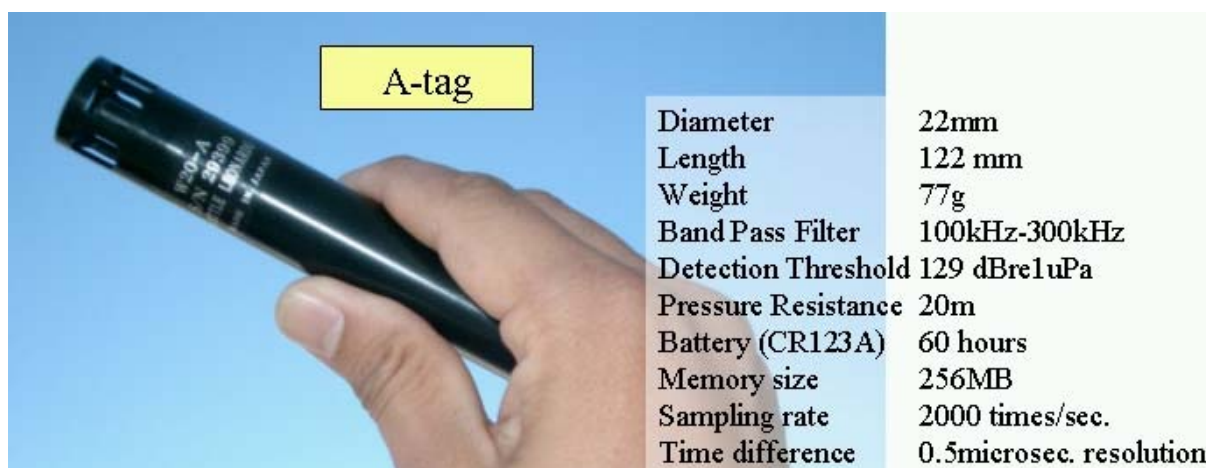 A-tag
W20-A
Diameter 22mm
Length 122 mm
Weight 77g
Band Pass Filter 100kHz-300kHz
Detection Threshold 129 dBre1uPa
Pressure Resistance 20m
Battery (CR123A) 60 hours
Memory size 256MB
Sampling rate 2000 times/sec.
Time difference 0.5microsec. resolution